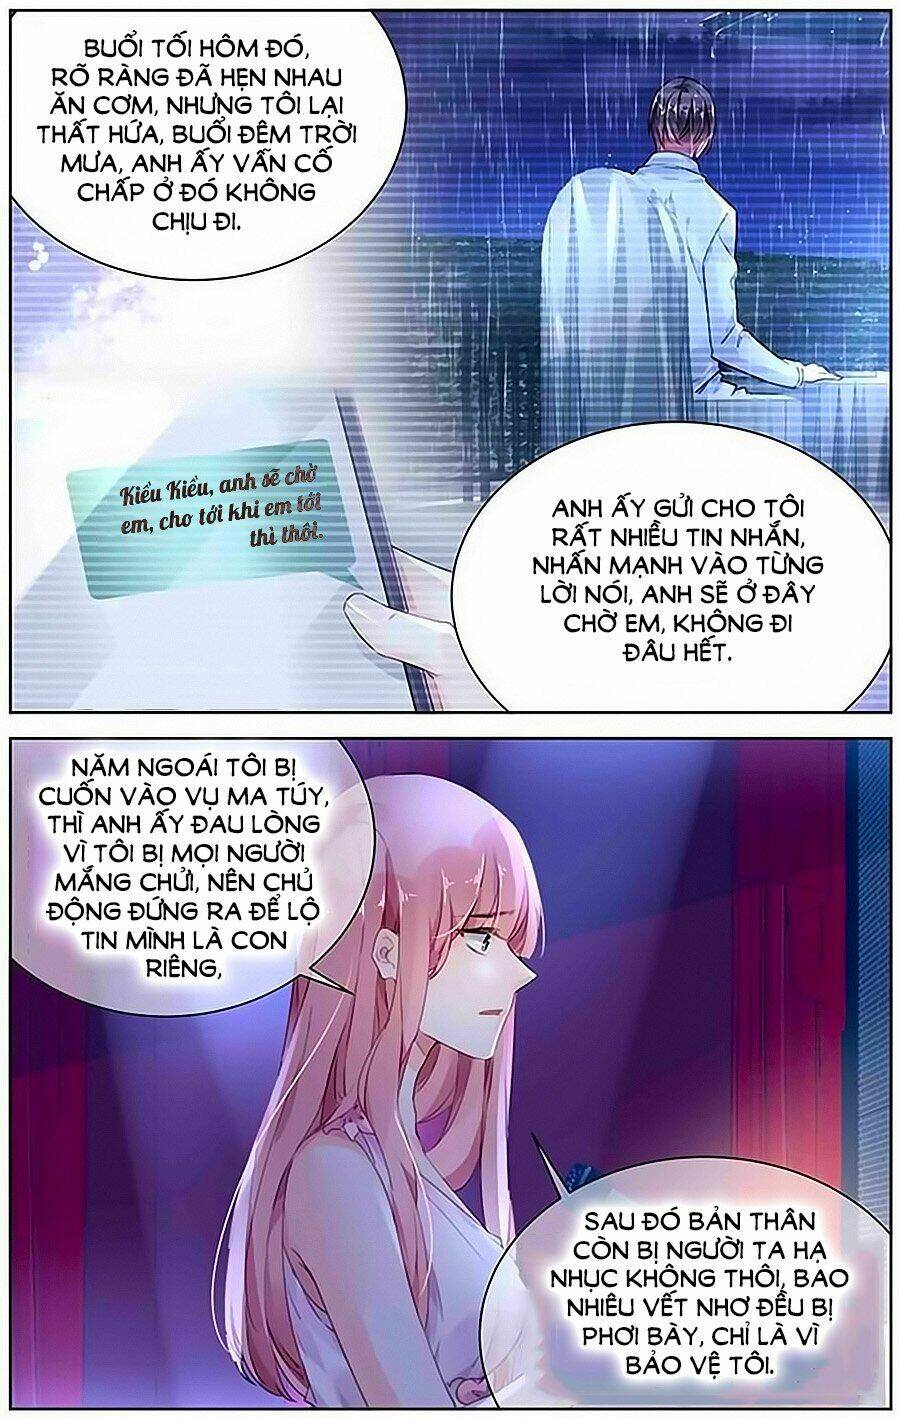 BUỔI TỐI HÔM ĐÓ,
RÕ RÀNG ĐÃ HẸN NHAU
ĂN CƠM, NHƯNG TÔI LẠI
THẤT HỨA, BUỔI ĐÊM TRỜI
MƯA, ANH ẤY VẪN CỐ
CHẤP Ở ĐÓ KHÔNG
CHỊU ĐI.
Kiều Kiều, anh sẽ chờ
em, cho tới khi em tới
thì thôi.
ANH ẤY GỬI CHO TÔI
RẤT NHIỀU TIN NHẮN,
NHẤN MẠNH VÀO TỪNG
LỜI NÓI, ANH SẼ Ở ĐÂY
CHỜ EM, KHÔNG ĐI
ĐÂU HẾT.
NĂM NGOÁI TÔI BỊ
CUỐN VÀO VỤ MA TÚY,
THÌ ANH ẤY ĐAU LÒNG
VÌ TÔI BỊ MỌI NGƯỜI
MẮNG CHỬI, NÊN CHỦ
ĐỘNG ĐỨNG RA ĐỂ LỘ
TIN MÌNH LÀ CON
RIÊNG,
SAU ĐÓ BẢN THÂN
CÒN BỊ NGƯỜI TA HẠ
NHỤC KHÔNG THÔI, BAO
NHIÊU VẾT NHƠ ĐỀU BỊ
PHƠI BÀY, CHỈ LÀ VÌ
BẢO VỆ TÔI.